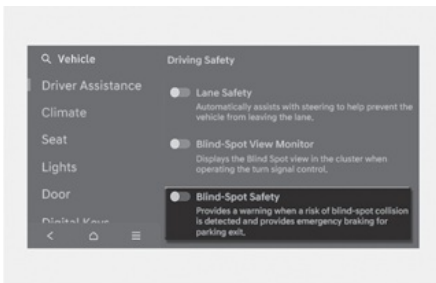 Vehicle
Driver Assistance
Climate
Seat
Lights
Door
Digital Keys
Driving Safety
Lane Safety
Automatically assists with steering to help prevent the
vehicle from leaving the lane.
Blind-Spot View Monitor
Displays the Blind Spot view in the cluster when
operating the turn signal control.
Blind-Spot Safety
Provides a warning when a risk of blind-spot collision
is detected and provides emergency braking for
parking exit.